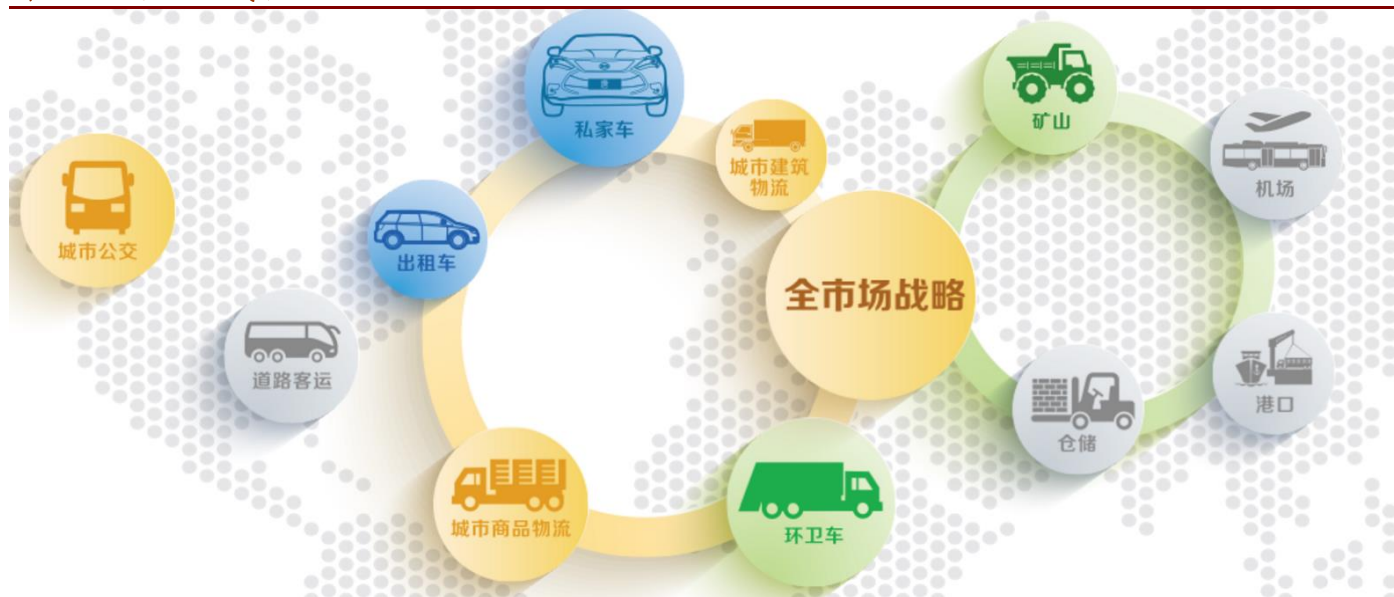 私家车
城市建筑
物流
矿山
机场
城市公交
出租车
全市场战略
道路客运
港口
仓储
城市商品物流
环卫车